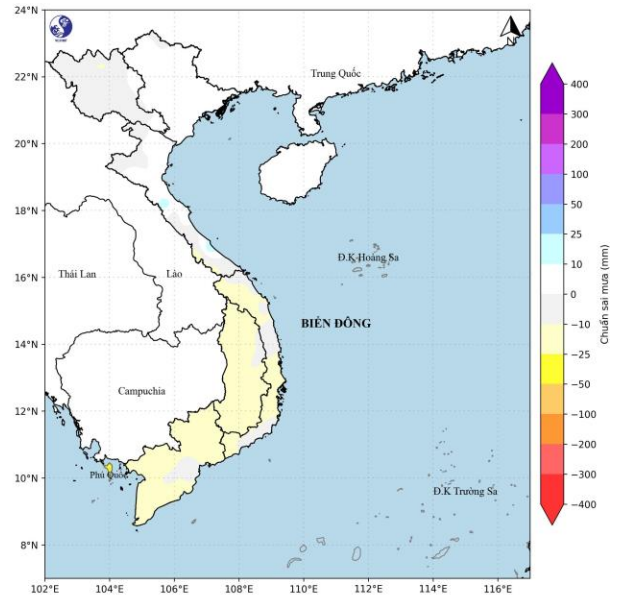 24°N
22°N
20°N
18°N
16°N
14°N
12°N
10°N
8°N
102°E
104°E
106°E
108°E
110°E
112°E
114°E
116°E
N
Trung Quốc
Đ.K Hoàng Sa
Thái Lan
Lào
BIỂN ĐÔNG
Campuchia
Phú Quốc
Đ.K Trường Sa
400
300
200
100
50
25
10
0
−10
−25
−50
−100
−200
−300
−400
Chuẩn sai mưa (mm)